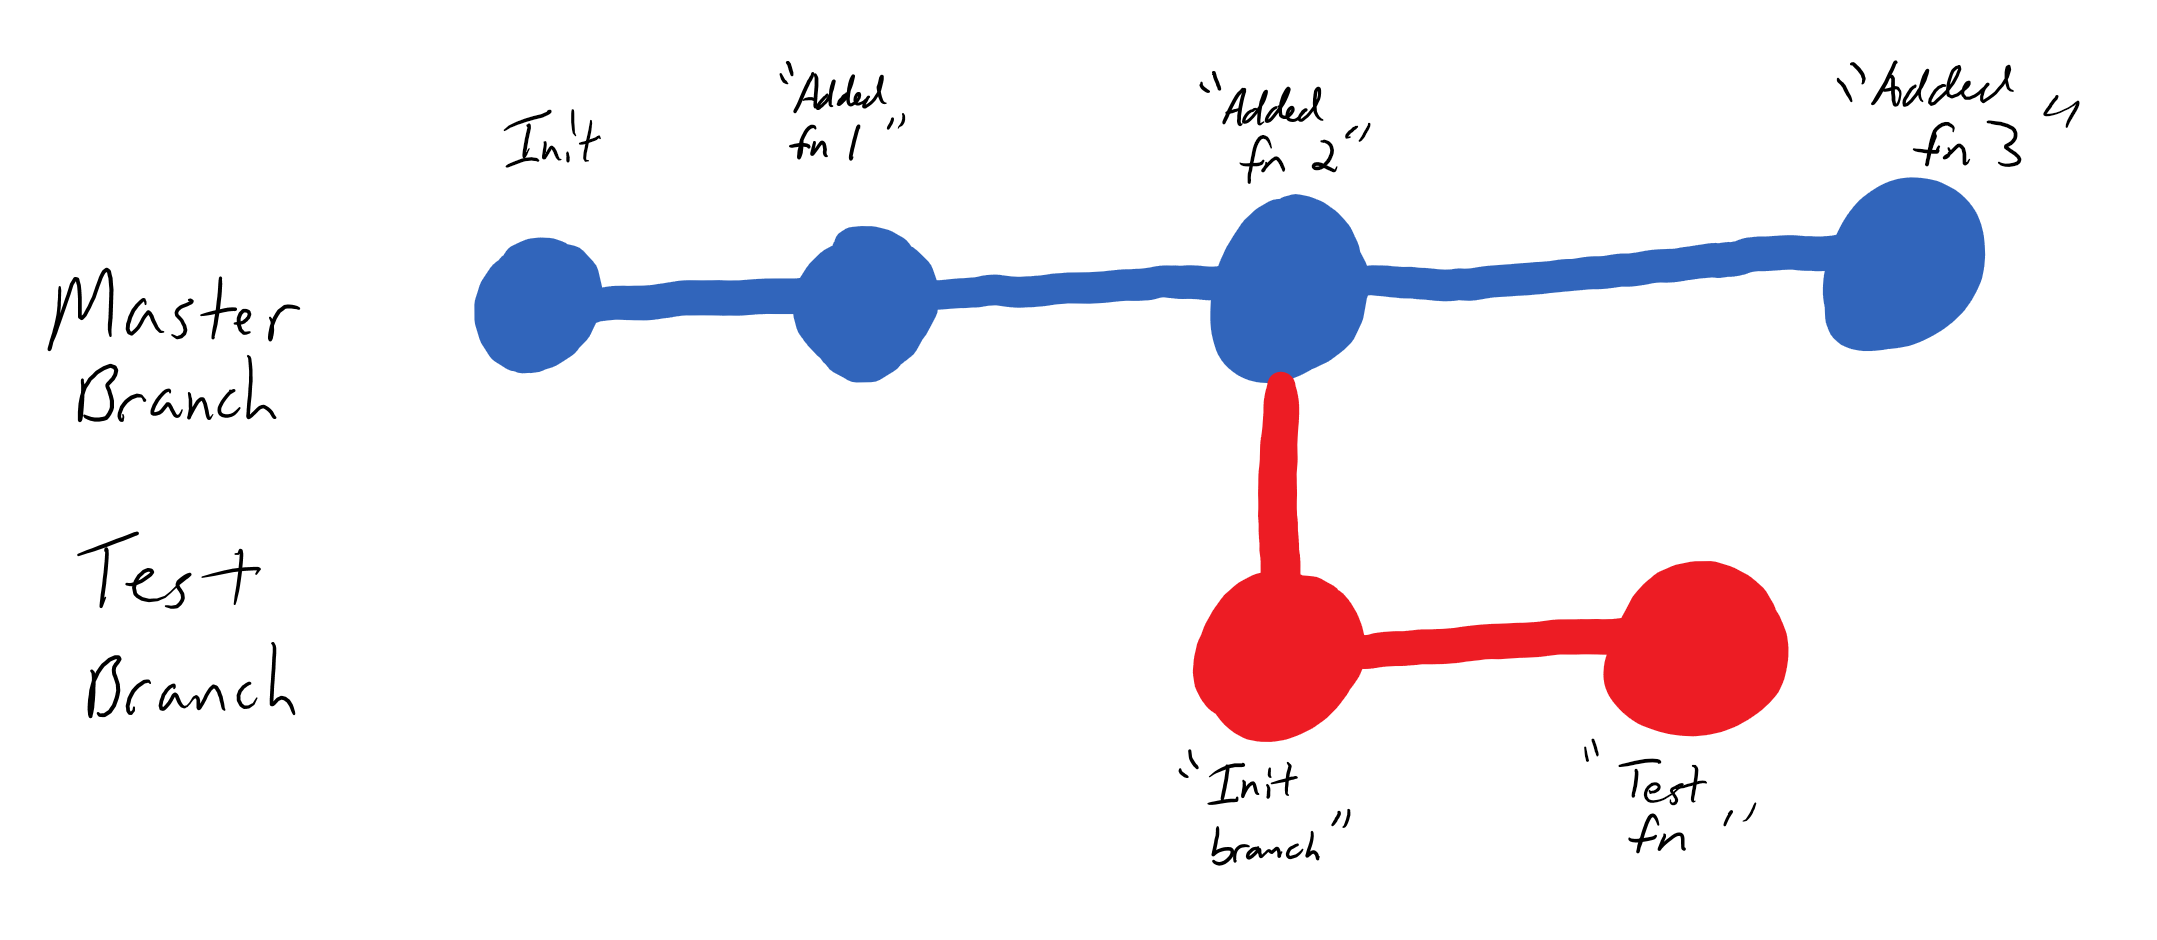 Init
"Added
fn 1"
"Added
fn 2"
"Added
fn 3"
Master
Branch
Test
Branch
"Init
branch"
"Test
fn"